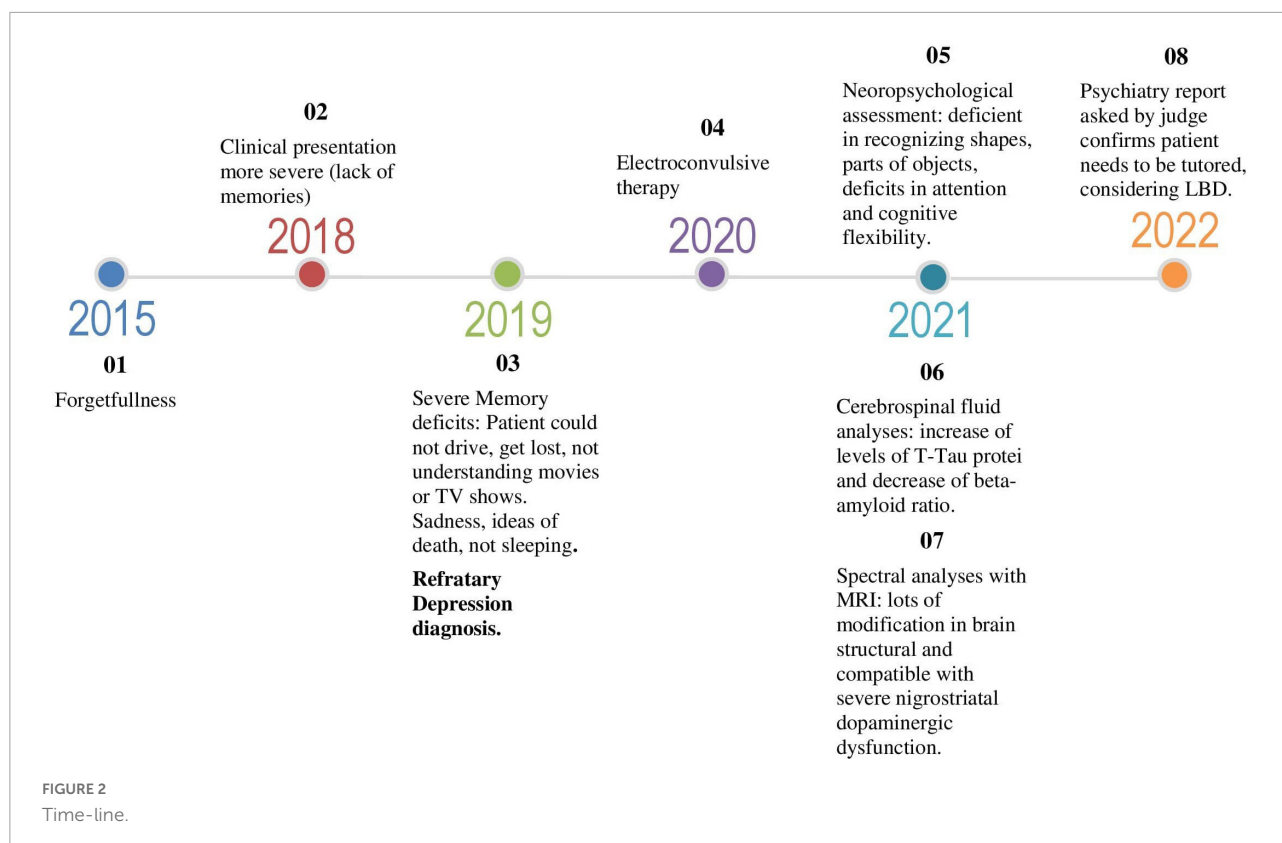 2015
01
Forgetfullness
02
Clinical presentation
more severe (lack of
memories)
2018
2019
03
Severe Memory
deficits: Patient could
not drive, get lost, not
understanding movies
or TV shows.
Sadness, ideas of
death, not sleeping.
Refratary
Depression
diagnosis.
04
Electroconvulsive
therapy
2020
05
Neoropsychological
assessment: deficient
in recognizing shapes,
parts of objects,
deficits in attention
and cognitive
flexibility.
2021
06
Cerebrospinal fluid
analyses: increase of
levels of T-Tau protei
and decrease of beta-
amyloid ratio.
07
Spectral analyses with
MRI: lots of
modification in brain
structural and
compatible with
severe nigrostriatal
dopaminergic
dysfunction.
08
Psychiatry report
asked by judge
confirms patient
needs to be tutored,
considering LBD.
2022
FIGURE 2
Time-line.